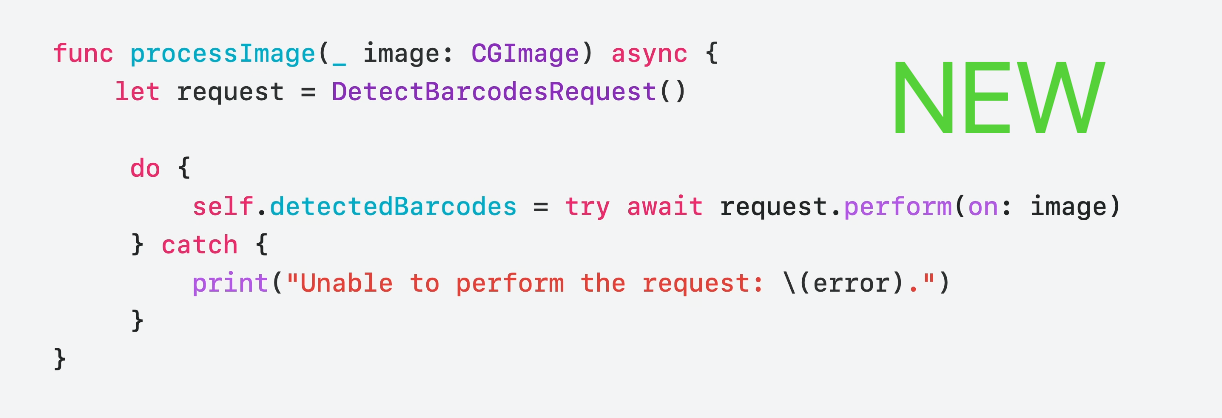 func processImage(_ image: CGImage) async {
    let request = DetectBarcodesRequest()
NEW
     do {
         self.detectedBarcodes = try await request.perform(on: image)
     } catch {
         print("Unable to perform the request: \(error).")
     }
}